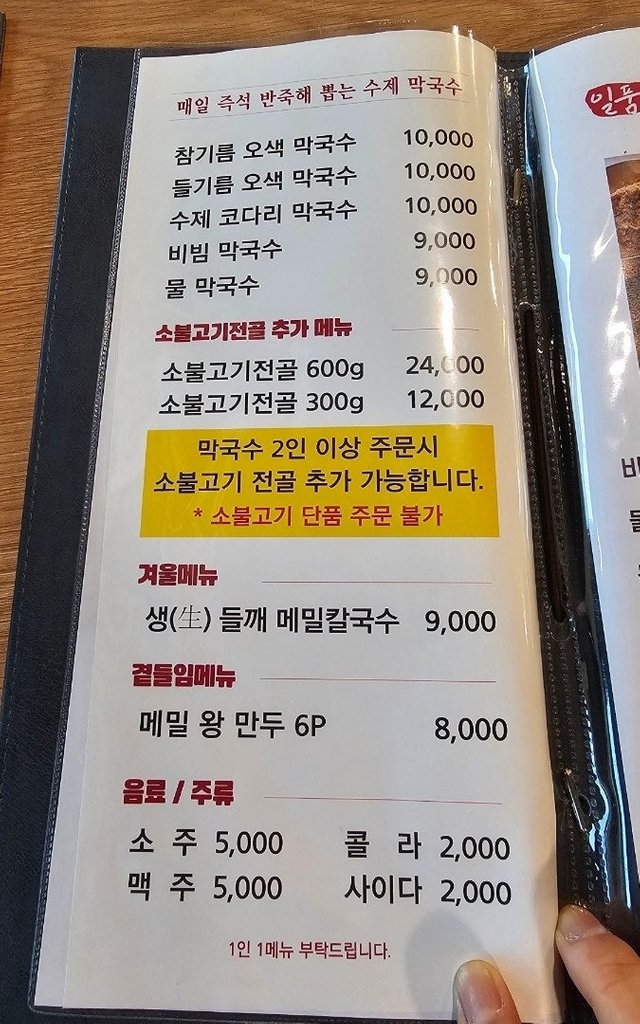 매일 즉석 반죽해 뽑는 수제 막국수
참기름 오색 막국수 10,000
들기름 오색 막국수 10,000
수제 코다리 막국수 10,000
비빔 막국수 9,000
물 막국수 9,000
소불고기전골 추가 메뉴
소불고기전골 600g 24,000
소불고기전골 300g 12,000
막국수 2인 이상 주문시
소불고기 전골 추가 가능합니다.
* 소불고기 단품 주문 불가
겨울메뉴
생(生) 들깨 메밀칼국수 9,000
곁들임메뉴
메밀 왕 만두 6P 8,000
음료 / 주류
소 주 5,000 콜 라 2,000
맥 주 5,000 사이다 2,000
1인 1메뉴 부탁드립니다.
일품